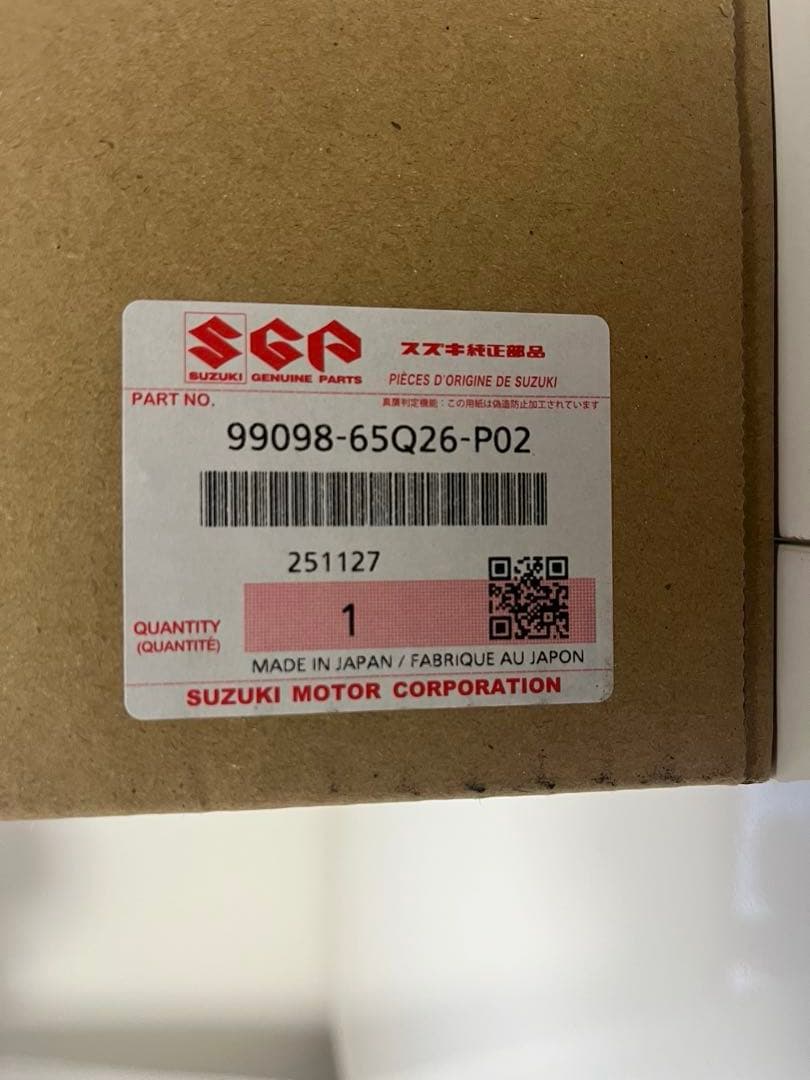 SGP スズキ純正部品
SUZUKI GENUINE PARTS PIÈCES D'ORIGINE DE SUZUKI
PART NO. 真贋判定機能：この用紙は偽造防止加工されています
99098-65Q26-P02
251127
QUANTITY 1
(QUANTITÉ)
MADE IN JAPAN / FABRIQUE AU JAPON
SUZUKI MOTOR CORPORATION